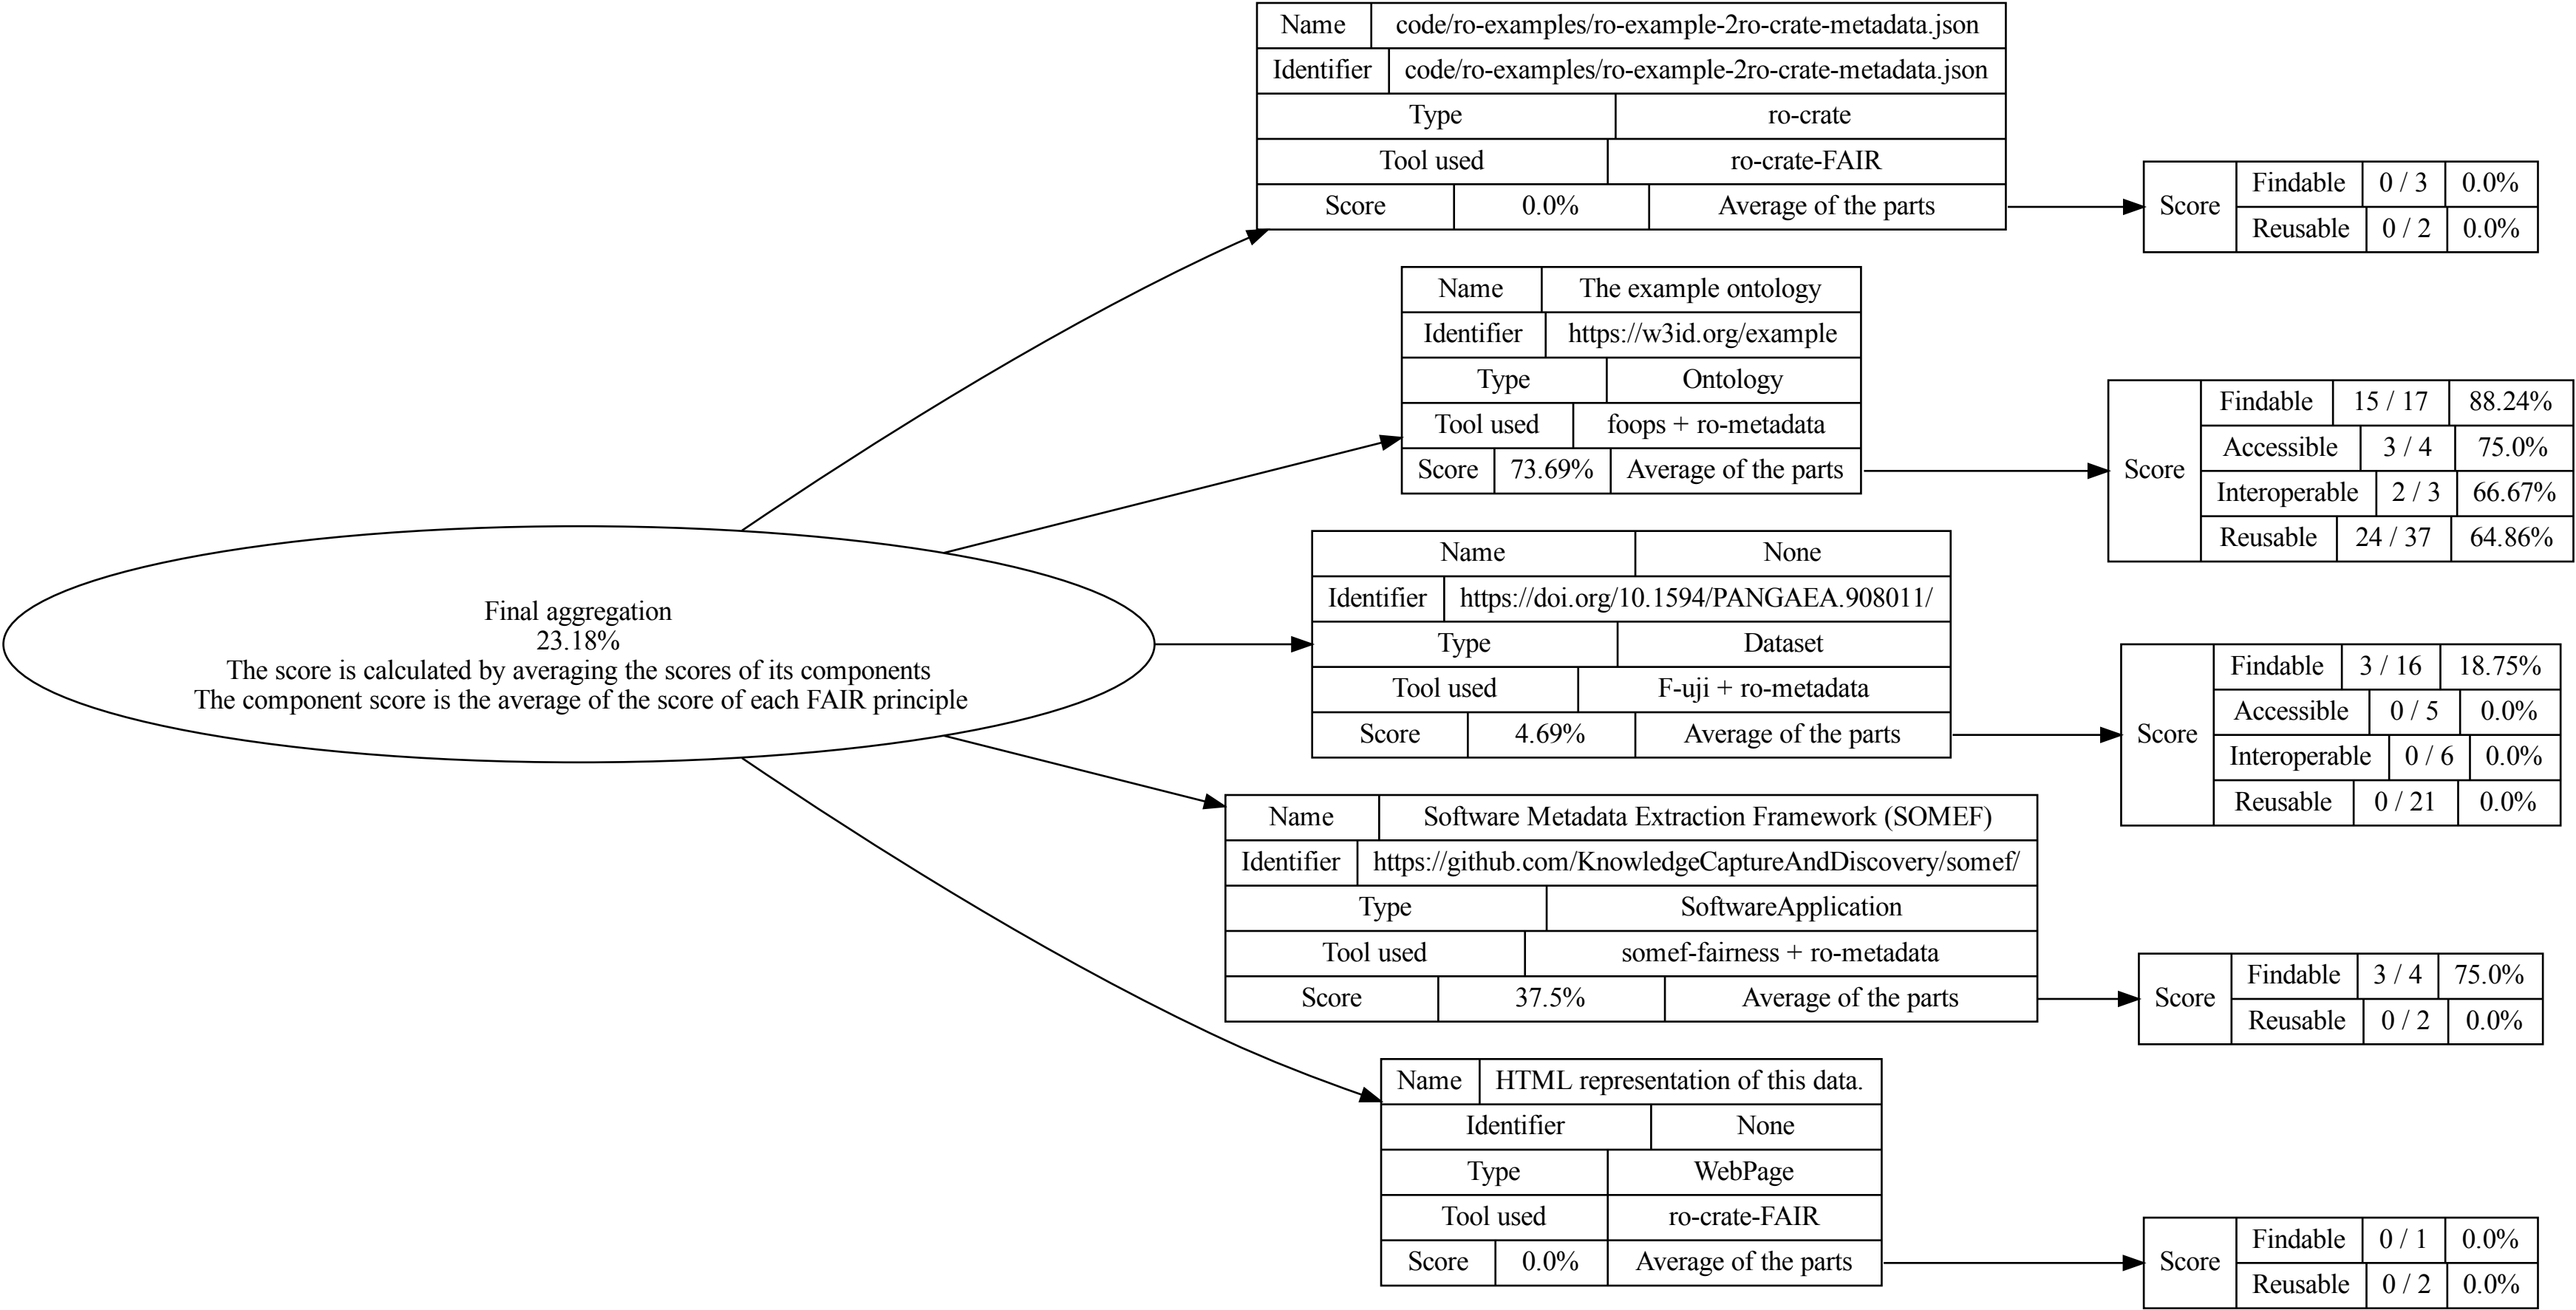 Final aggregation
23.18%
The score is calculated by averaging the scores of its components
The component score is the average of the score of each FAIR principle
Name code/ro-examples/ro-example-2ro-crate-metadata.json
Identifier code/ro-examples/ro-example-2ro-crate-metadata.json
Type ro-crate
Tool used ro-crate-FAIR
Score 0.0% Average of the parts
Score
Findable 0 / 3 0.0%
Reusable 0 / 2 0.0%
Name The example ontology
Identifier https://w3id.org/example
Type Ontology
Tool used foops + ro-metadata
Score 73.69% Average of the parts
Score
Findable 15 / 17 88.24%
Accessible 3 / 4 75.0%
Interoperable 2 / 3 66.67%
Reusable 24 / 37 64.86%
Name None
Identifier https://doi.org/10.1594/PANGAEA.908011/
Type Dataset
Tool used F-uji + ro-metadata
Score 4.69% Average of the parts
Score
Findable 3 / 16 18.75%
Accessible 0 / 5 0.0%
Interoperable 0 / 6 0.0%
Reusable 0 / 21 0.0%
Name Software Metadata Extraction Framework (SOMEF)
Identifier https://github.com/KnowledgeCaptureAndDiscovery/somef/
Type SoftwareApplication
Tool used somef-fairness + ro-metadata
Score 37.5% Average of the parts
Score
Findable 3 / 4 75.0%
Reusable 0 / 2 0.0%
Name HTML representation of this data.
Identifier None
Type WebPage
Tool used ro-crate-FAIR
Score 0.0% Average of the parts
Score
Findable 0 / 1 0.0%
Reusable 0 / 2 0.0%